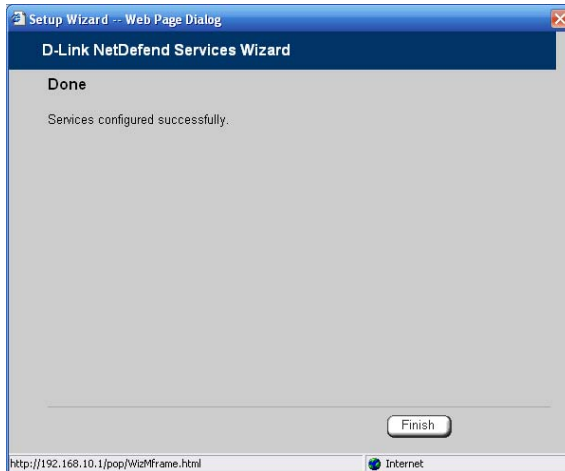 Setup Wizard -- Web Page Dialog
D-Link NetDefend Services Wizard
Done
Services configured successfully.
Finish
http://192.168.10.1/pop/WizMframe.html
Internet